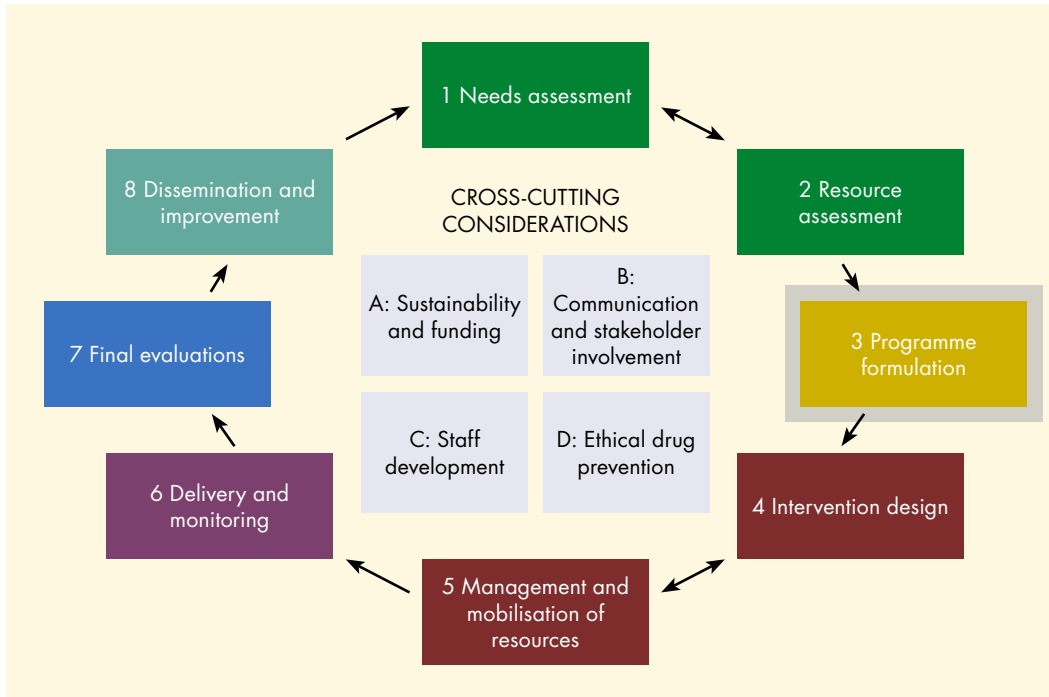 1 Needs assessment
2 Resource
assessment
3 Programme
formulation
4 Intervention design
5 Management and
mobilisation of
resources
6 Delivery and
monitoring
7 Final evaluations
8 Dissemination and
improvement
CROSS-CUTTING
CONSIDERATIONS
A: Sustainability
and funding
B:
Communication
and stakeholder
involvement
C: Staff
development
D: Ethical drug
prevention